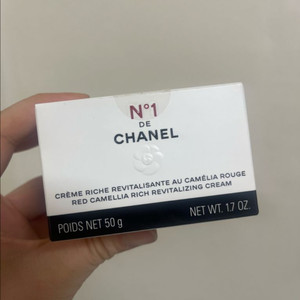 N°1
DE
CHANEL
CRÈME RICHE REVITALISANTE AU CAMÉLIA ROUGE
RED CAMELLIA RICH REVITALIZING CREAM
POIDS NET 50 g
NET WT. 1.7 OZ.